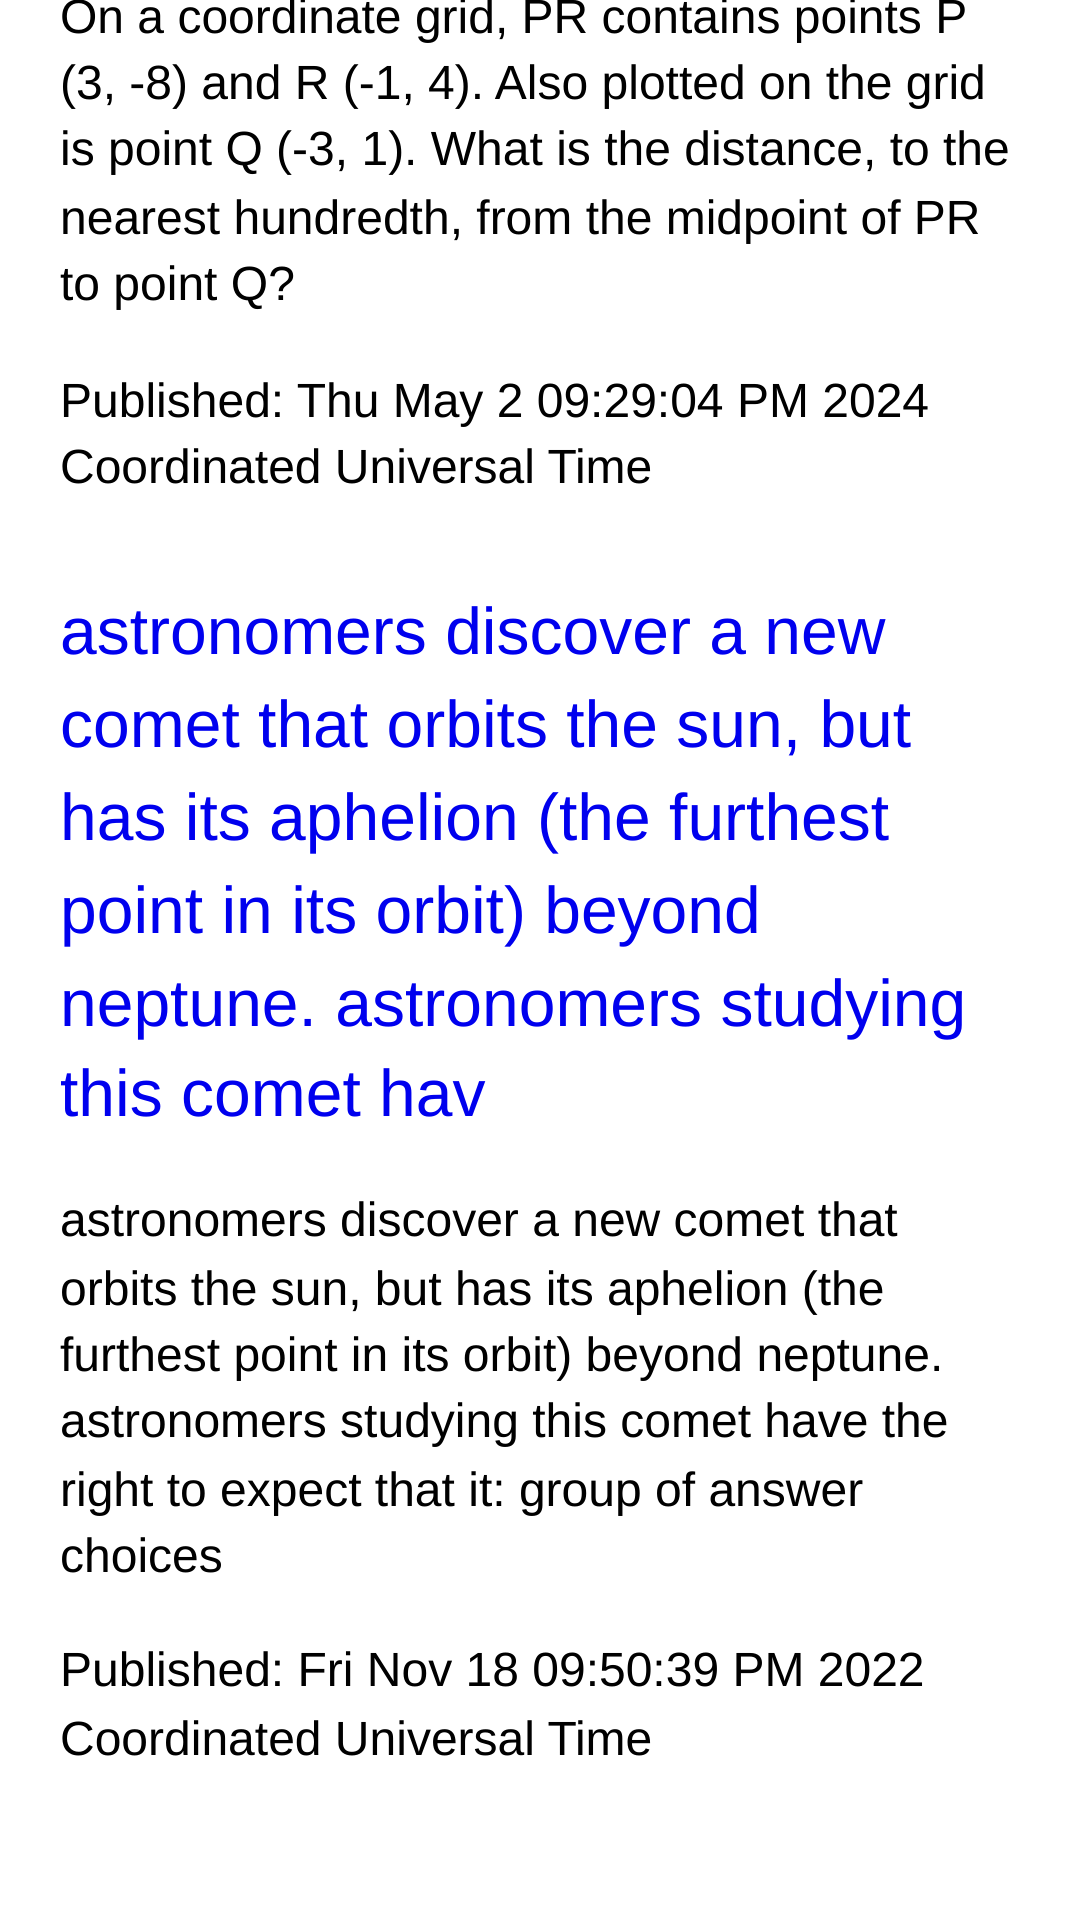 On a coordinate grid, PR contains points P
(3, -8) and R (-1, 4). Also plotted on the grid
is point Q (-3, 1). What is the distance, to the
nearest hundredth, from the midpoint of PR
to point Q?
Published: Thu May 2 09:29:04 PM 2024
Coordinated Universal Time
astronomers discover a new
comet that orbits the sun, but
has its aphelion (the furthest
point in its orbit) beyond
neptune. astronomers studying
this comet hav
astronomers discover a new comet that
orbits the sun, but has its aphelion (the
furthest point in its orbit) beyond neptune.
astronomers studying this comet have the
right to expect that it: group of answer
choices
Published: Fri Nov 18 09:50:39 PM 2022
Coordinated Universal Time